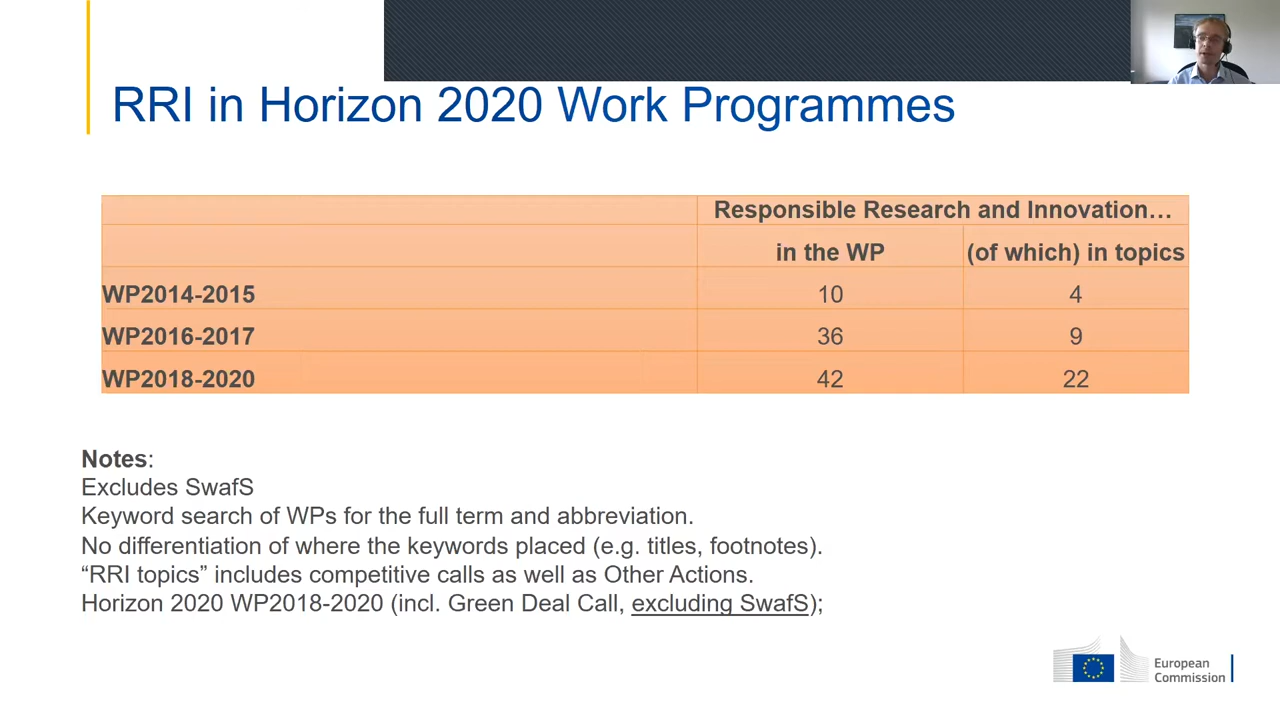 RRI in Horizon 2020 Work Programmes
Responsible Research and Innovation…
in the WP (of which) in topics
WP2014-2015 10 4
WP2016-2017 36 9
WP2018-2020 42 22
Notes:
Excludes SwafS
Keyword search of WPs for the full term and abbreviation.
No differentiation of where the keywords placed (e.g. titles, footnotes).
“RRI topics” includes competitive calls as well as Other Actions.
Horizon 2020 WP2018-2020 (incl. Green Deal Call, excluding SwafS);
European
Commission